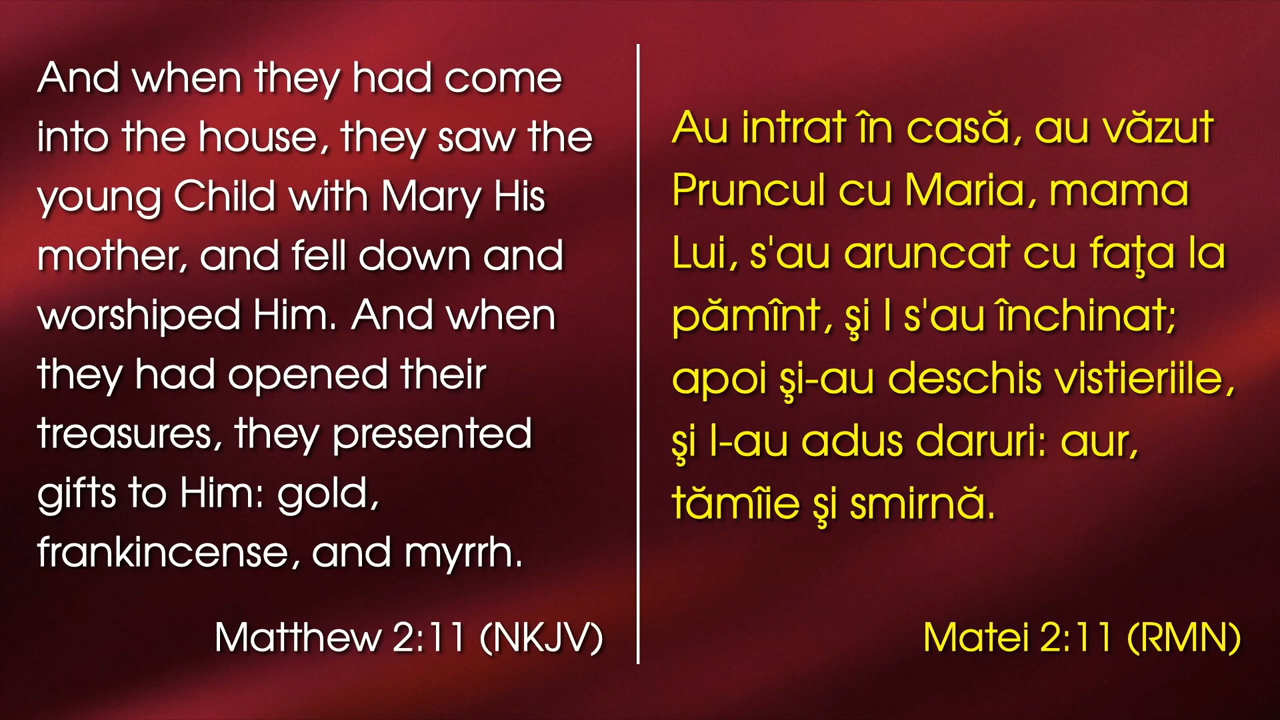 And when they had come
into the house, they saw the
young Child with Mary His
mother, and fell down and
worshiped Him. And when
they had opened their
treasures, they presented
gifts to Him: gold,
frankincense, and myrrh.
Matthew 2:11 (NKJV)
Au intrat în casă, au văzut
Pruncul cu Maria, mama
Lui, s'au aruncat cu faţa la
pămînt, şi I s'au închinat;
apoi şi-au deschis vistieriile,
şi I-au adus daruri: aur,
tămîie şi smirnă.
Matei 2:11 (RMN)